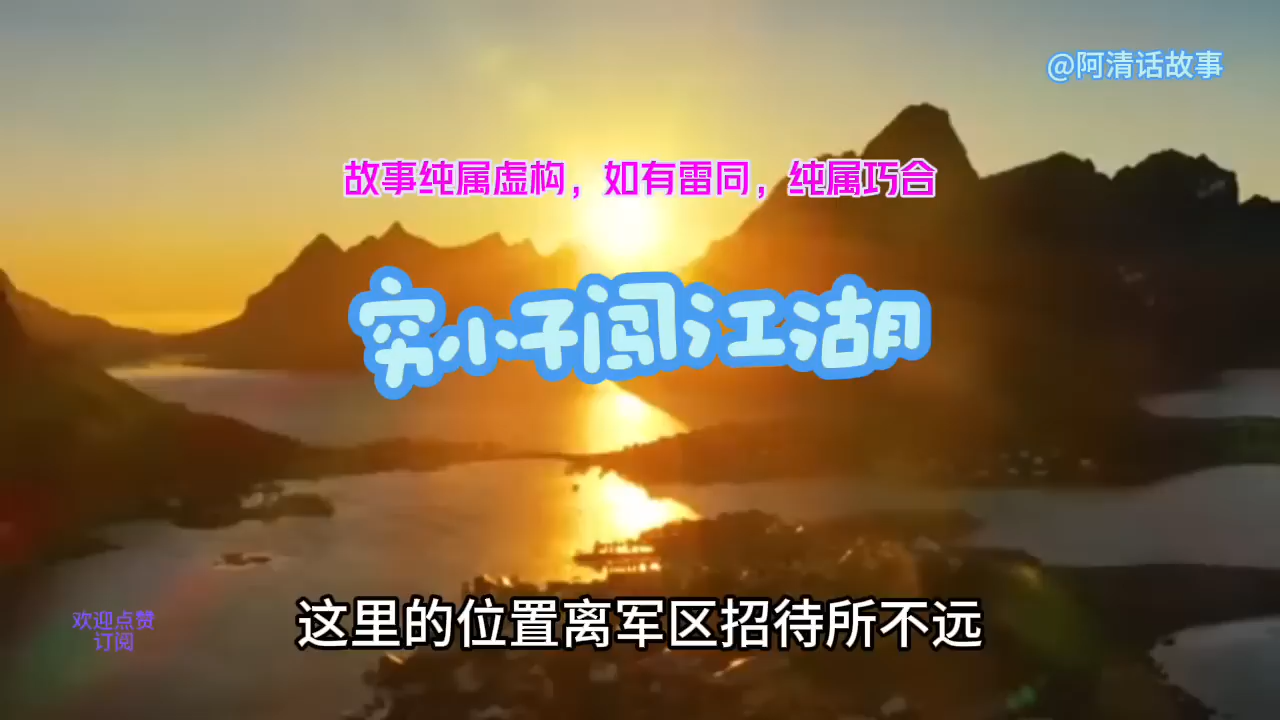 @阿清话故事
故事纯属虚构，如有雷同，纯属巧合
穷小子闯江湖
欢迎点赞
订阅
这里的位置离军区招待所不远